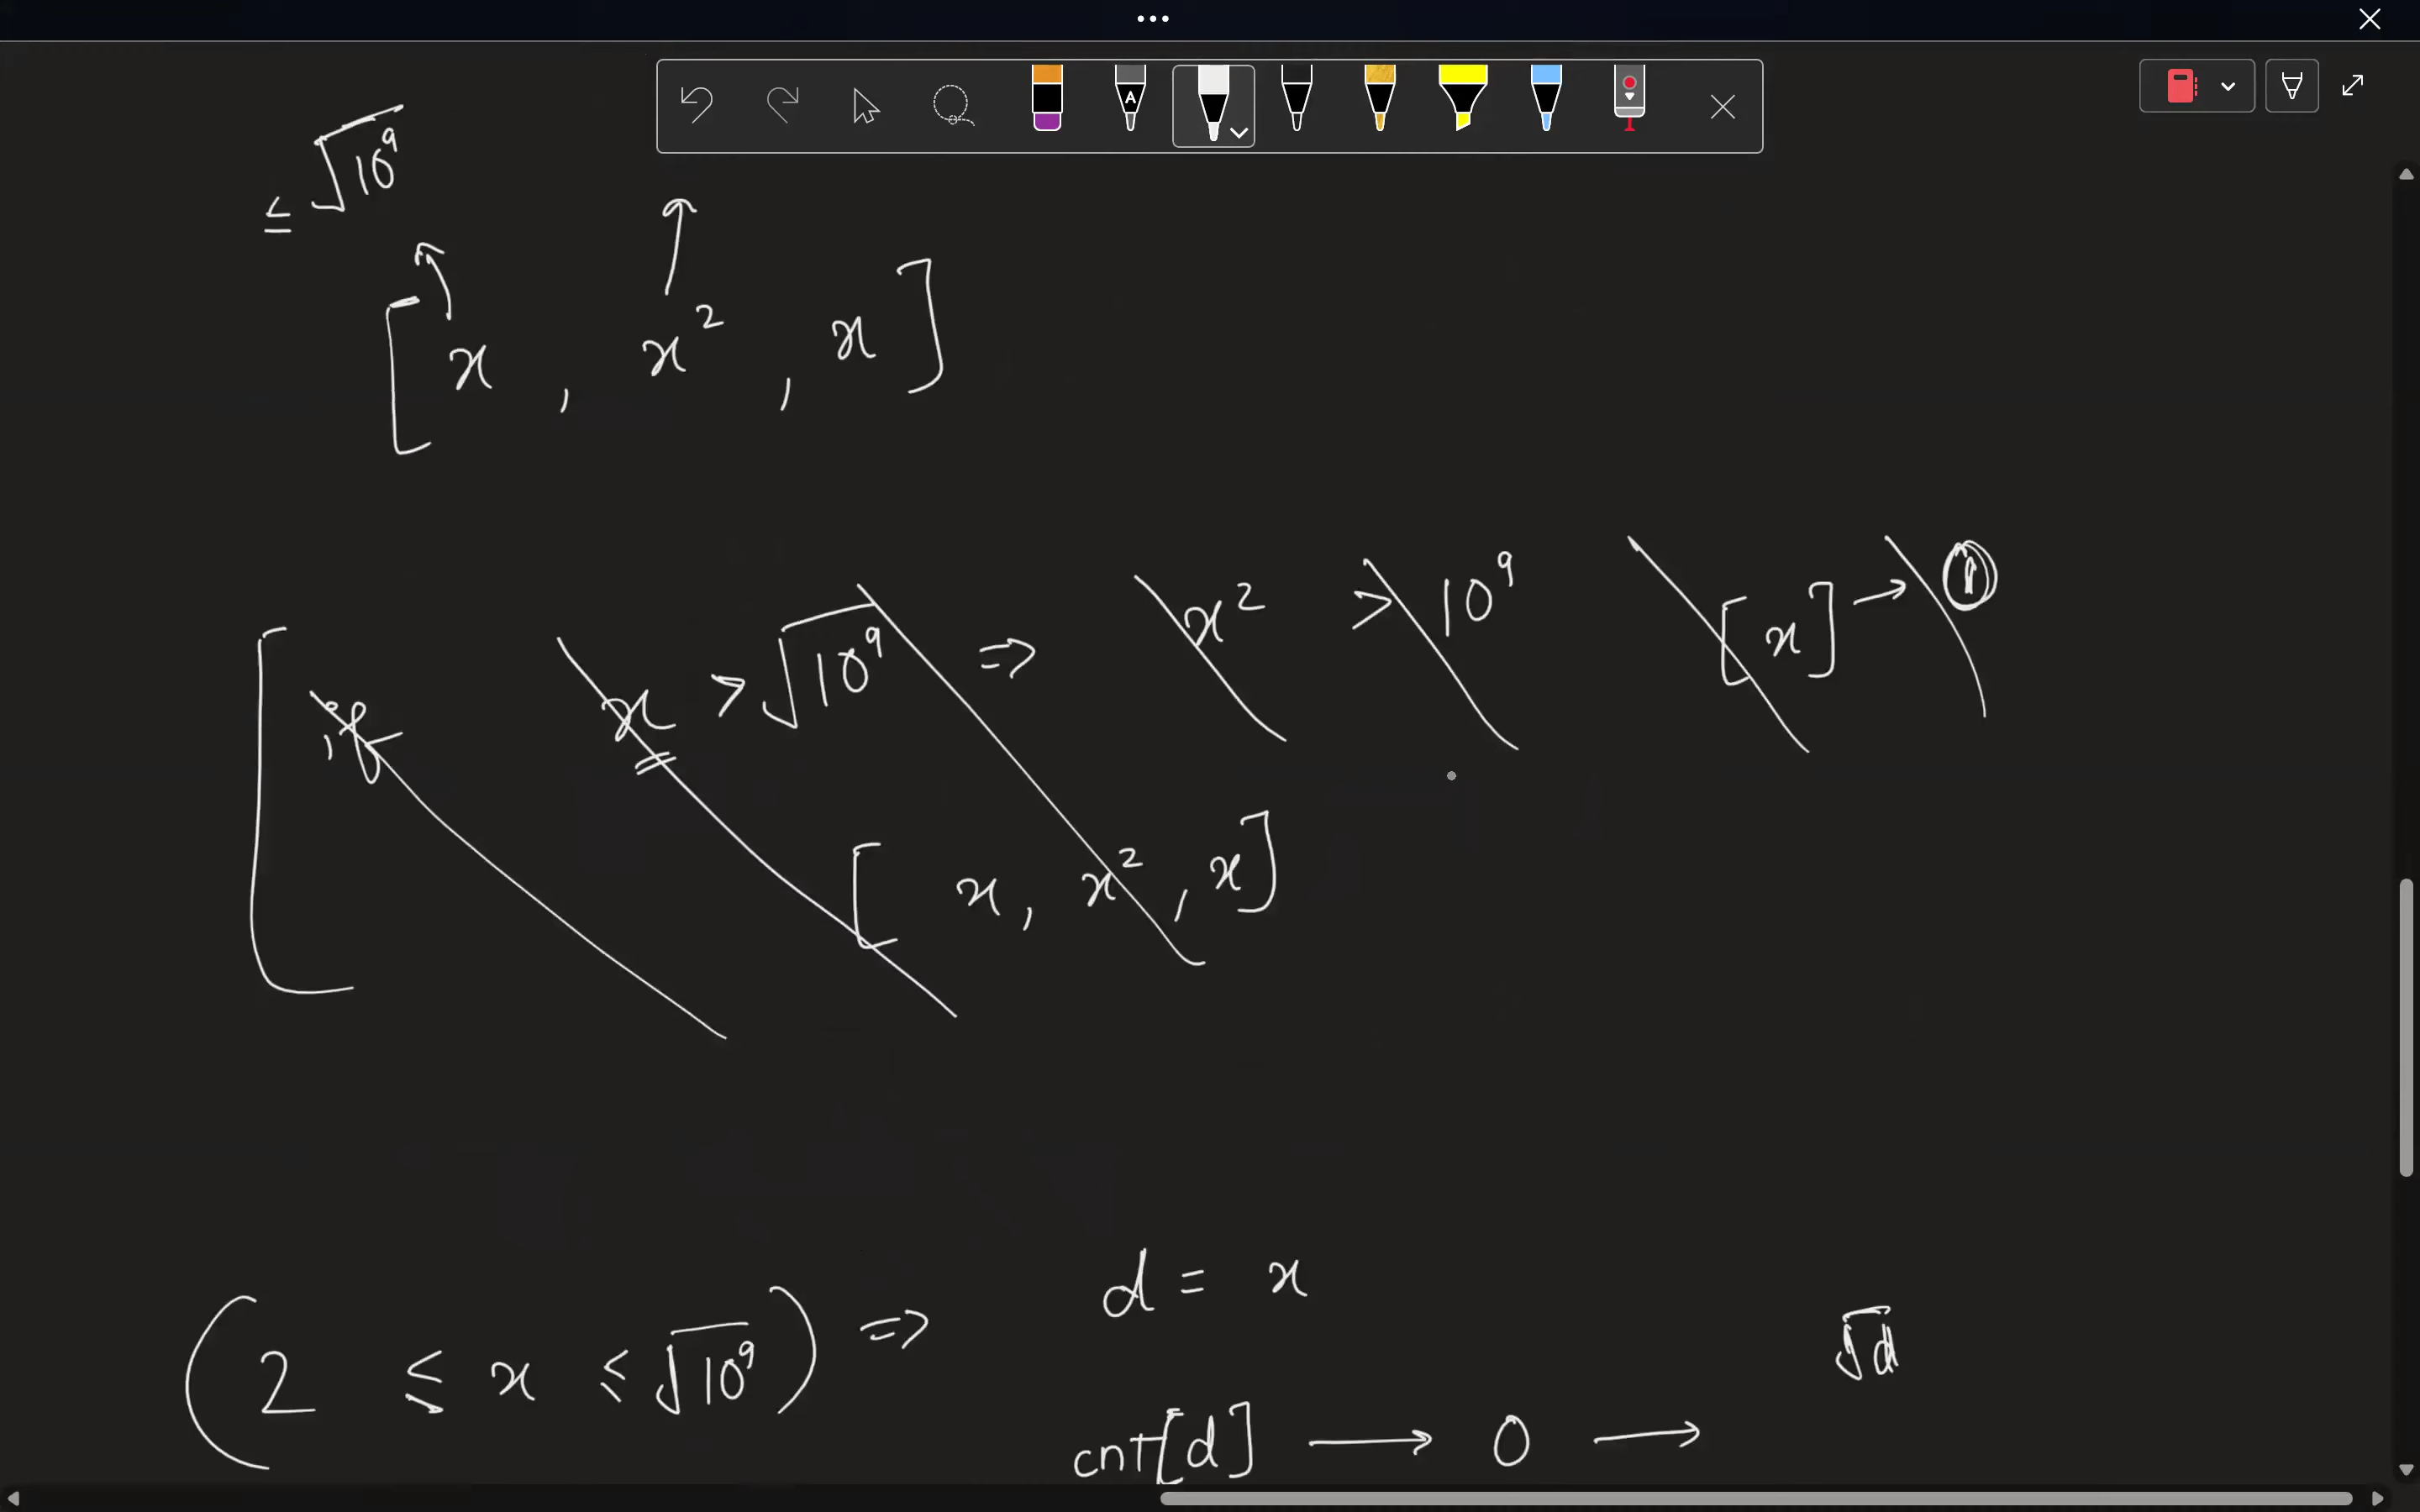 ≤ √10⁹
[x , x² , x]
if x > √10⁹ ⇒ x² > 10⁹ [x] → 1
[x, x², x]
d = x
(2 ≤ x ≤ √10⁹) ⇒
√d
cnt[d] → 0 →